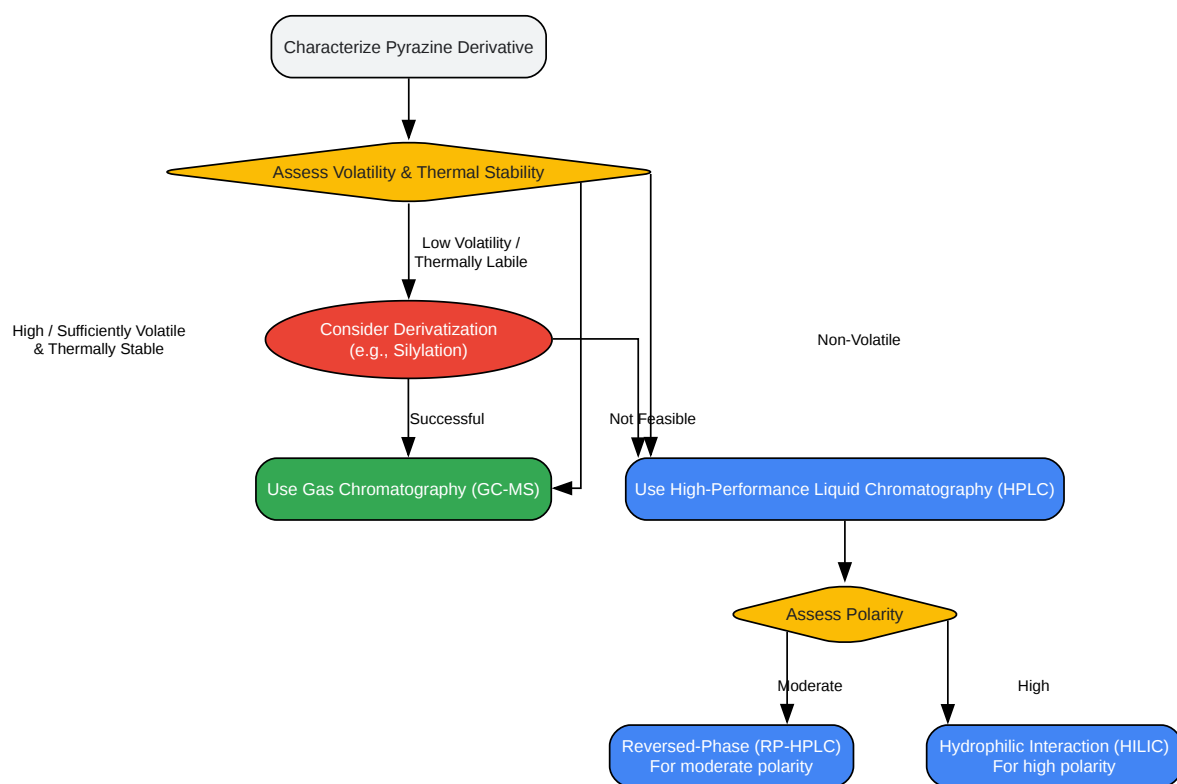 Characterize Pyrazine Derivative
Assess Volatility & Thermal Stability
Low Volatility /
Thermally Labile
High / Sufficiently Volatile
& Thermally Stable
Consider Derivatization
(e.g., Silylation)
Non-Volatile
Successful
Not Feasible
Use Gas Chromatography (GC-MS)
Use High-Performance Liquid Chromatography (HPLC)
Assess Polarity
Moderate
High
Reversed-Phase (RP-HPLC)
For moderate polarity
Hydrophilic Interaction (HILIC)
For high polarity